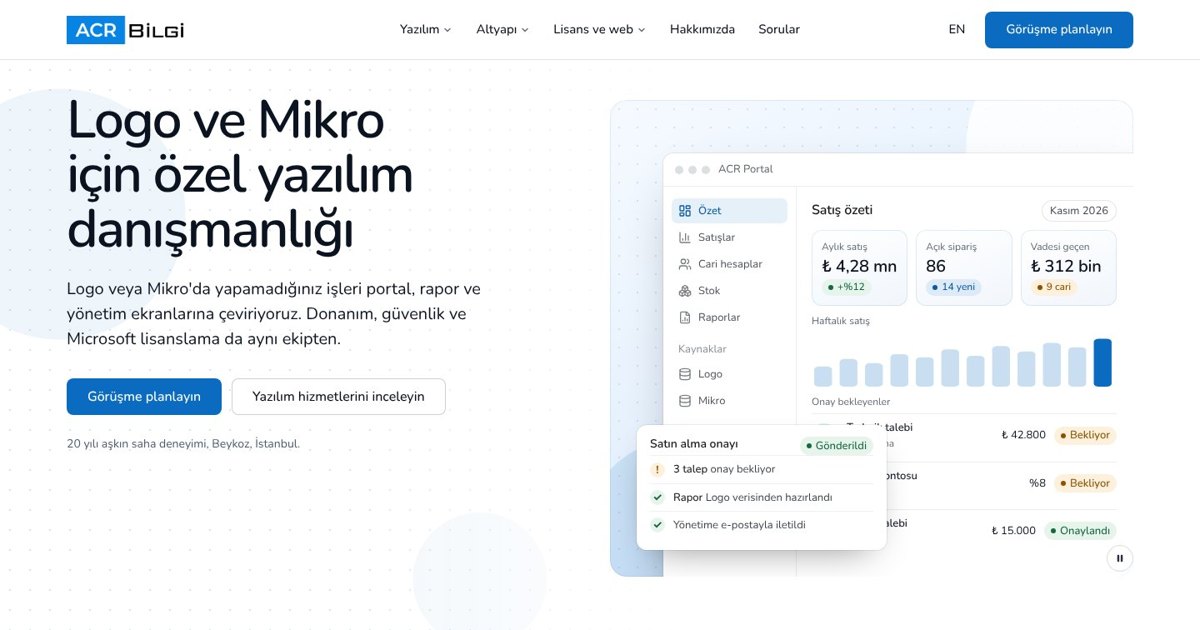 ACR BiLGi
Yazılım
Altyapı
Lisans ve web
Hakkımızda
Sorular
EN
Görüşme planlayın
Logo ve Mikro
için özel yazılım
danışmanlığı
Logo veya Mikro'da yapamadığınız işleri portal, rapor ve
yönetim ekranlarına çeviriyoruz. Donanım, güvenlik ve
Microsoft lisanslama da aynı ekipten.
Görüşme planlayın
Yazılım hizmetlerini inceleyin
20 yılı aşkın saha deneyimi, Beykoz, İstanbul.
ACR Portal
Özet
Satışlar
Cari hesaplar
Stok
Raporlar
Kaynaklar
Logo
Mikro
Satış özeti
Kasım 2026
Aylık satış
₺ 4,28 mn
+%12
Açık sipariş
86
14 yeni
Vadesi geçen
₺ 312 bin
9 cari
Haftalık satış
Onay bekleyenler
talebi
₺ 42.800
Bekliyor
%8
Bekliyor
₺ 15.000
Onaylandı
Satın alma onayı
Gönderildi
3 talep onay bekliyor
Rapor Logo verisinden hazırlandı
Yönetime e-postayla iletildi